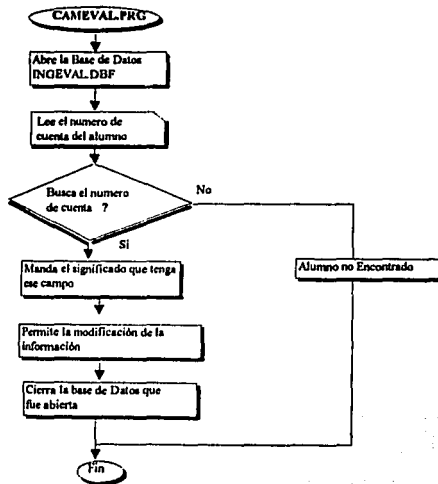 CAMEVAL.PRG
Abre la Base de Datos
INGEVAL.DBF
Lee el numero de
cuenta del alumno
Busca el numero
de cuenta ?
No
Si
Manda el significado que tenga
ese campo
Alumno no Encontrado
Permite la modificación de la
información
Cierra la base de Datos que
fue abierta
Fin